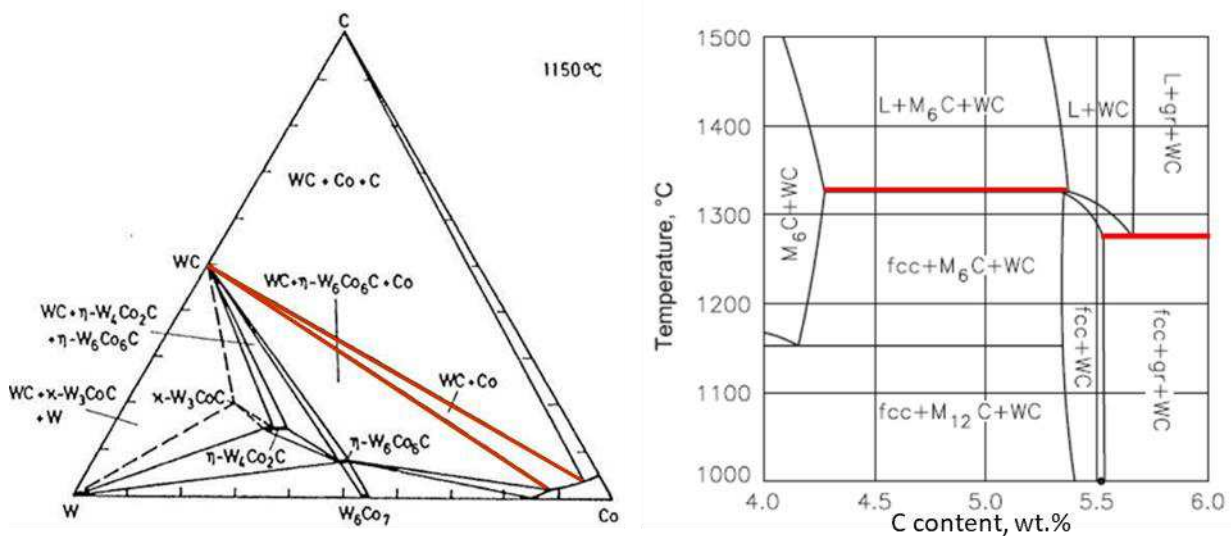 C
1150°C
WC + Co + C
WC
WC+η-W₆Co₆C+Co
WC+η-W₄Co₂C
+η-W₆Co₆C
WC+Co
WC+ϰ-W₃CoC
+W
ϰ-W₃CoC
η-W₄Co₂C
η-W₆Co₆C
W
W₆Co₇
Co
Temperature, °C
1500
1400
1300
1200
1100
1000
L+M₆C+WC
L+WC
L+gr+WC
M₆C+WC
fcc+M₆C+WC
fcc+WC
fcc+gr+WC
fcc+M₁₂C+WC
4.0
4.5
5.0
5.5
6.0
C content, wt.%